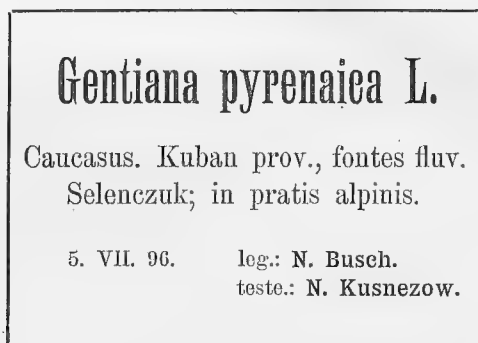 Gentiana pyrenaica L.
Caucasus. Kuban prov., fontes fluv.
Selenczuk; in pratis alpinis.
5. VII. 96. leg.: N. Busch.
teste.: N. Kusnezow.